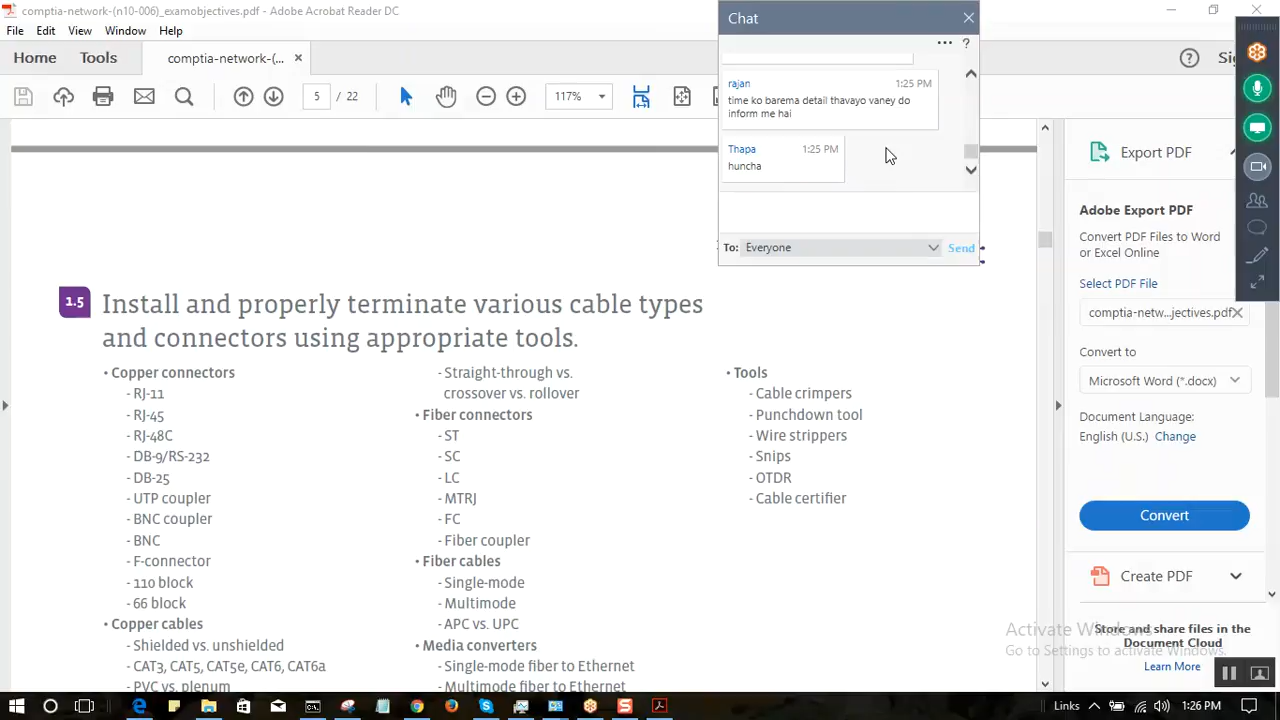 comptia-network-(n10-006)_examobjectives.pdf - Adobe Acrobat Reader DC
File Edit View Window Help
Home Tools comptia-network-(... ×
5 / 22
117%
Chat
... ?
rajan 1:25 PM
time ko barema detail thavayo vaney do
inform me hai
Thapa 1:25 PM
huncha
To: Everyone Send
1.5
Install and properly terminate various cable types
and connectors using appropriate tools.
• Copper connectors
- RJ-11
- RJ-45
- RJ-48C
- DB-9/RS-232
- DB-25
- UTP coupler
- BNC coupler
- BNC
- F-connector
- 110 block
- 66 block
• Copper cables
- Shielded vs. unshielded
- CAT3, CAT5, CAT5e, CAT6, CAT6a
- PVC vs. plenum
- Straight-through vs.
crossover vs. rollover
• Fiber connectors
- ST
- SC
- LC
- MTRJ
- FC
- Fiber coupler
• Fiber cables
- Single-mode
- Multimode
- APC vs. UPC
• Media converters
- Single-mode fiber to Ethernet
- Multimode fiber to Ethernet
• Tools
- Cable crimpers
- Punchdown tool
- Wire strippers
- Snips
- OTDR
- Cable certifier
Export PDF
Adobe Export PDF
Convert PDF Files to Word
or Excel Online
Select PDF File
comptia-netw...jectives.pdf
Convert to
Microsoft Word (*.docx)
Document Language:
English (U.S.) Change
Convert
Create PDF
Activate Windows
Go to Settings to activate Windows.
Store and share files in the
Document Cloud
Learn More
Links 1:26 PM